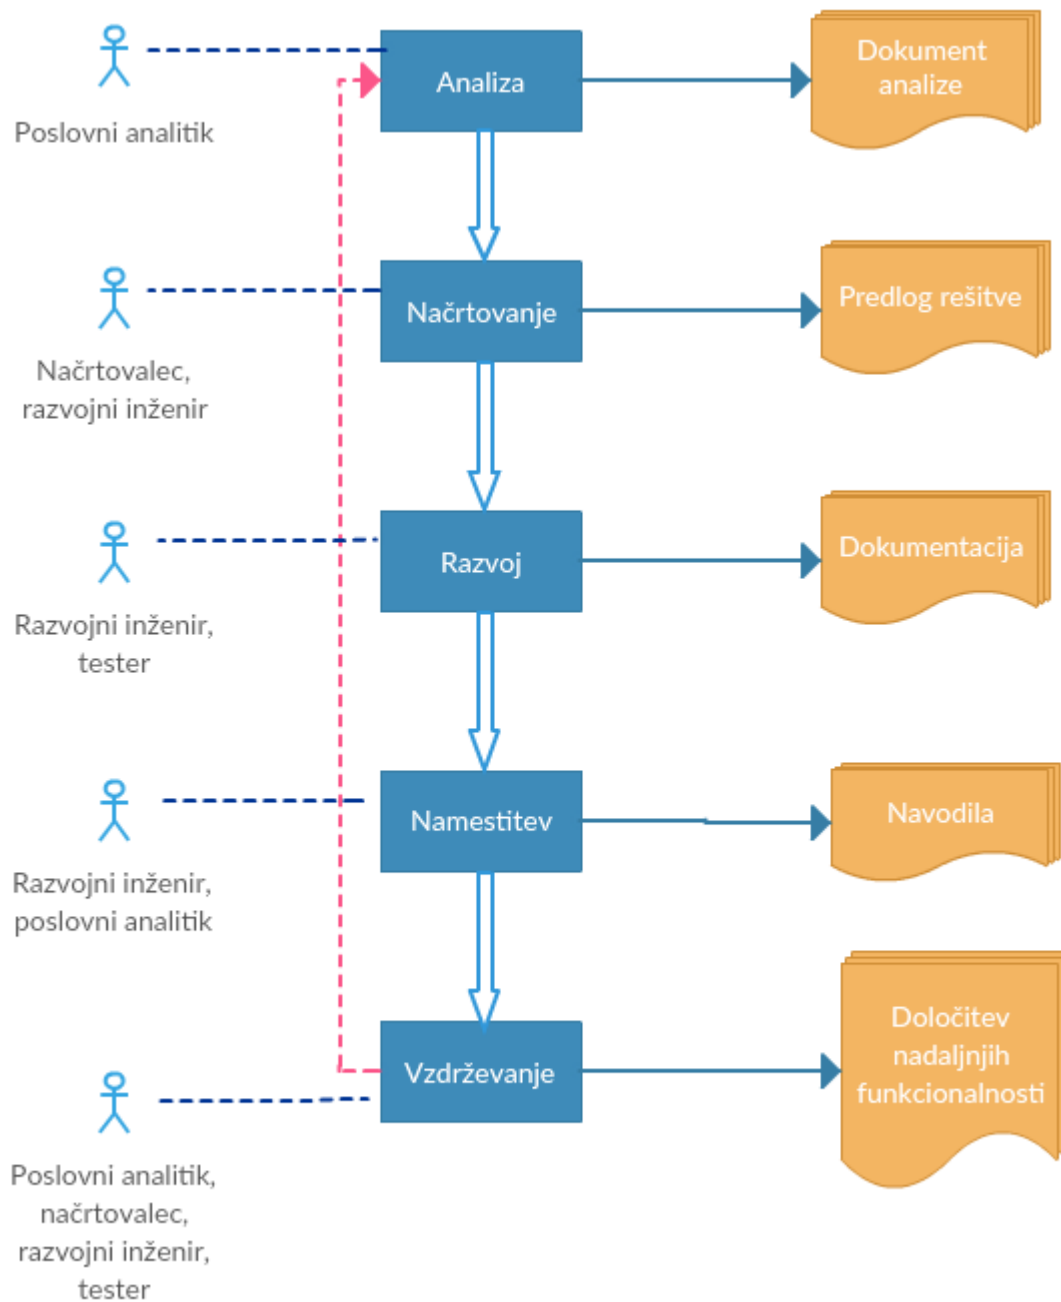 Analiza
Dokument
analize
Poslovni analitik
Načrtovanje
Predlog rešitve
Načrtovalec,
razvojni inženir
Razvoj
Dokumentacija
Razvojni inženir,
tester
Namestitev
Navodila
Razvojni inženir,
poslovni analitik
Vzdrževanje
Določitev
nadaljnjih
funkcionalnosti
Poslovni analitik,
načrtovalec,
razvojni inženir,
tester